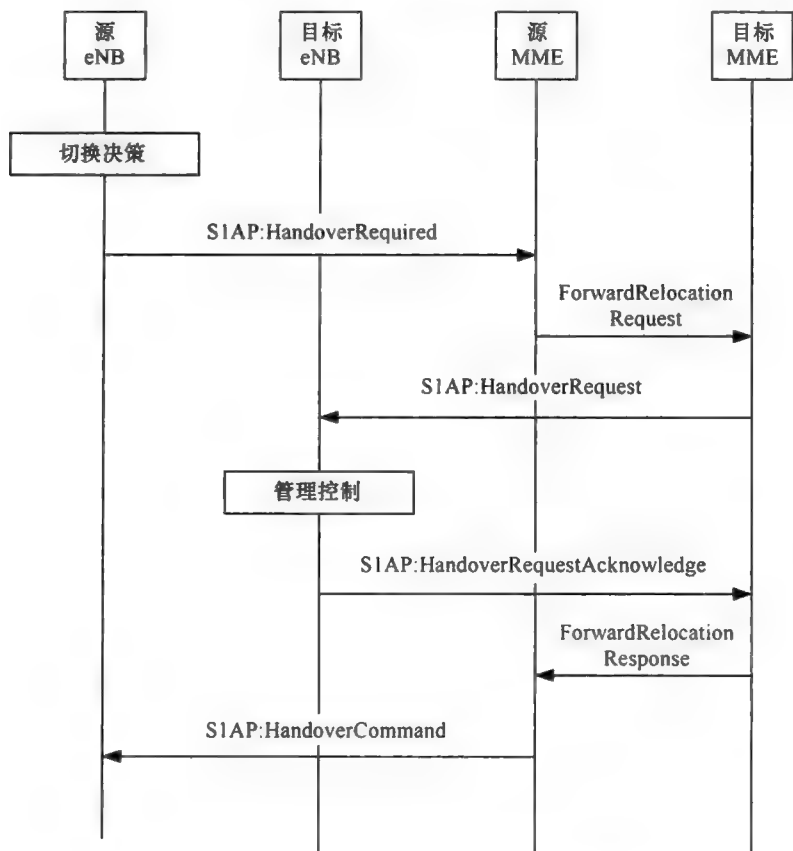 源
eNB
目标
eNB
源
MME
目标
MME
切换决策
S1AP:HandoverRequired
ForwardRelocation
Request
S1AP:HandoverRequest
管理控制
S1AP:HandoverRequestAcknowledge
ForwardRelocation
Response
S1AP:HandoverCommand